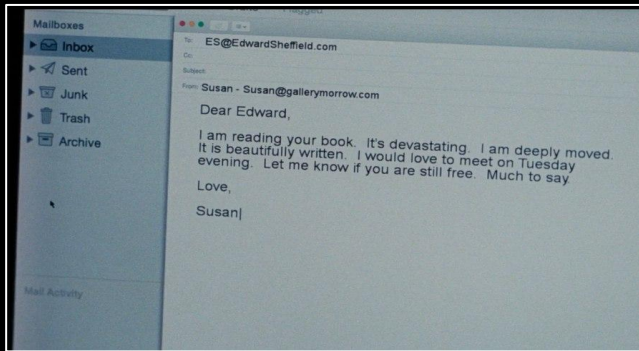 Mailboxes
Inbox
Sent
Junk
Trash
Archive
Mail Activity
To: ES@EdwardSheffield.com
Cc:
Subject:
From: Susan - Susan@gallerymorrow.com
Dear Edward,
I am reading your book. It's devastating. I am deeply moved.
It is beautifully written. I would love to meet on Tuesday
evening. Let me know if you are still free. Much to say.
Love,
Susan